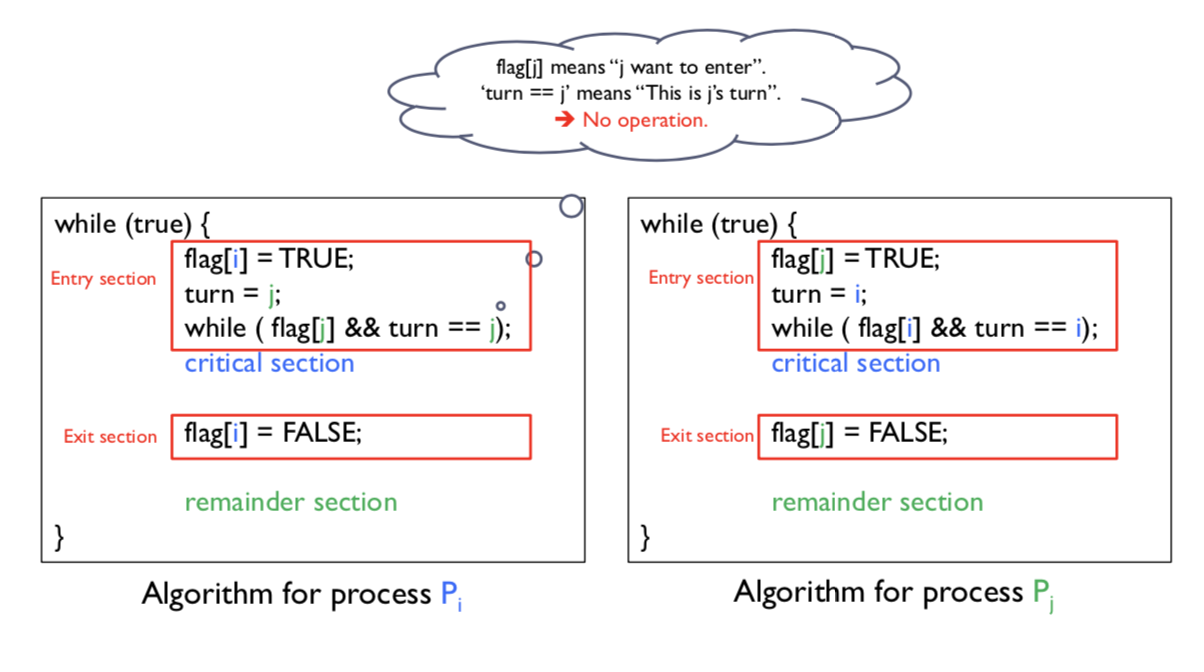 flag[j] means “j want to enter”.
‘turn == j’ means “This is j’s turn”.
➔ No operation.
while (true) {
Entry section
flag[i] = TRUE;
turn = j;
while ( flag[j] && turn == j);
critical section
Exit section
flag[i] = FALSE;
remainder section
}
Algorithm for process Pi
while (true) {
Entry section
flag[j] = TRUE;
turn = i;
while ( flag[i] && turn == i);
critical section
Exit section
flag[j] = FALSE;
remainder section
}
Algorithm for process Pj